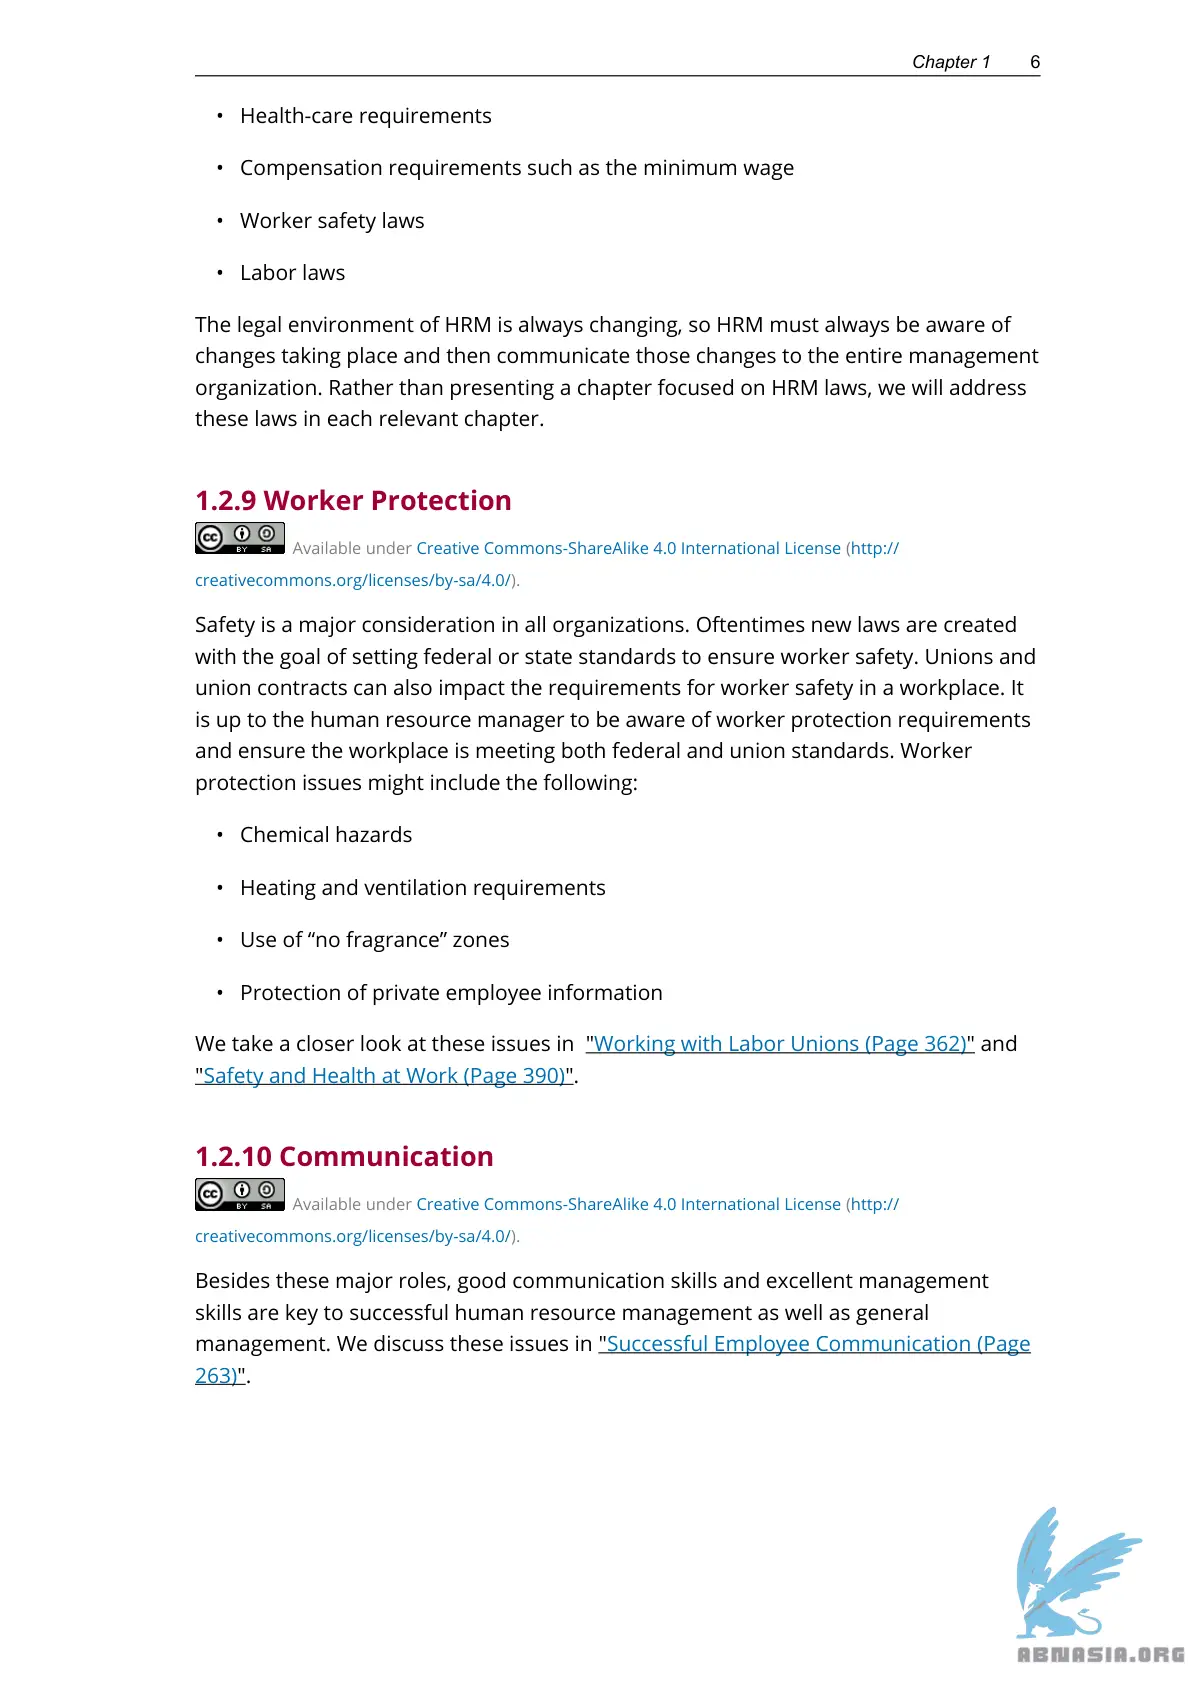 Chapter 1 6
• Health-care requirements
• Compensation requirements such as the minimum wage
• Worker safety laws
• Labor laws
The legal environment of HRM is always changing, so HRM must always be aware of
changes taking place and then communicate those changes to the entire management
organization. Rather than presenting a chapter focused on HRM laws, we will address
these laws in each relevant chapter.
1.2.9 Worker Protection
cc BY SA Available under Creative Commons-ShareAlike 4.0 International License (http://
creativecommons.org/licenses/by-sa/4.0/).
Safety is a major consideration in all organizations. Oftentimes new laws are created
with the goal of setting federal or state standards to ensure worker safety. Unions and
union contracts can also impact the requirements for worker safety in a workplace. It
is up to the human resource manager to be aware of worker protection requirements
and ensure the workplace is meeting both federal and union standards. Worker
protection issues might include the following:
• Chemical hazards
• Heating and ventilation requirements
• Use of “no fragrance” zones
• Protection of private employee information
We take a closer look at these issues in "Working with Labor Unions (Page 362)" and
"Safety and Health at Work (Page 390)".
1.2.10 Communication
cc BY SA Available under Creative Commons-ShareAlike 4.0 International License (http://
creativecommons.org/licenses/by-sa/4.0/).
Besides these major roles, good communication skills and excellent management
skills are key to successful human resource management as well as general
management. We discuss these issues in "Successful Employee Communication (Page
263)".
ABNASIA.ORG